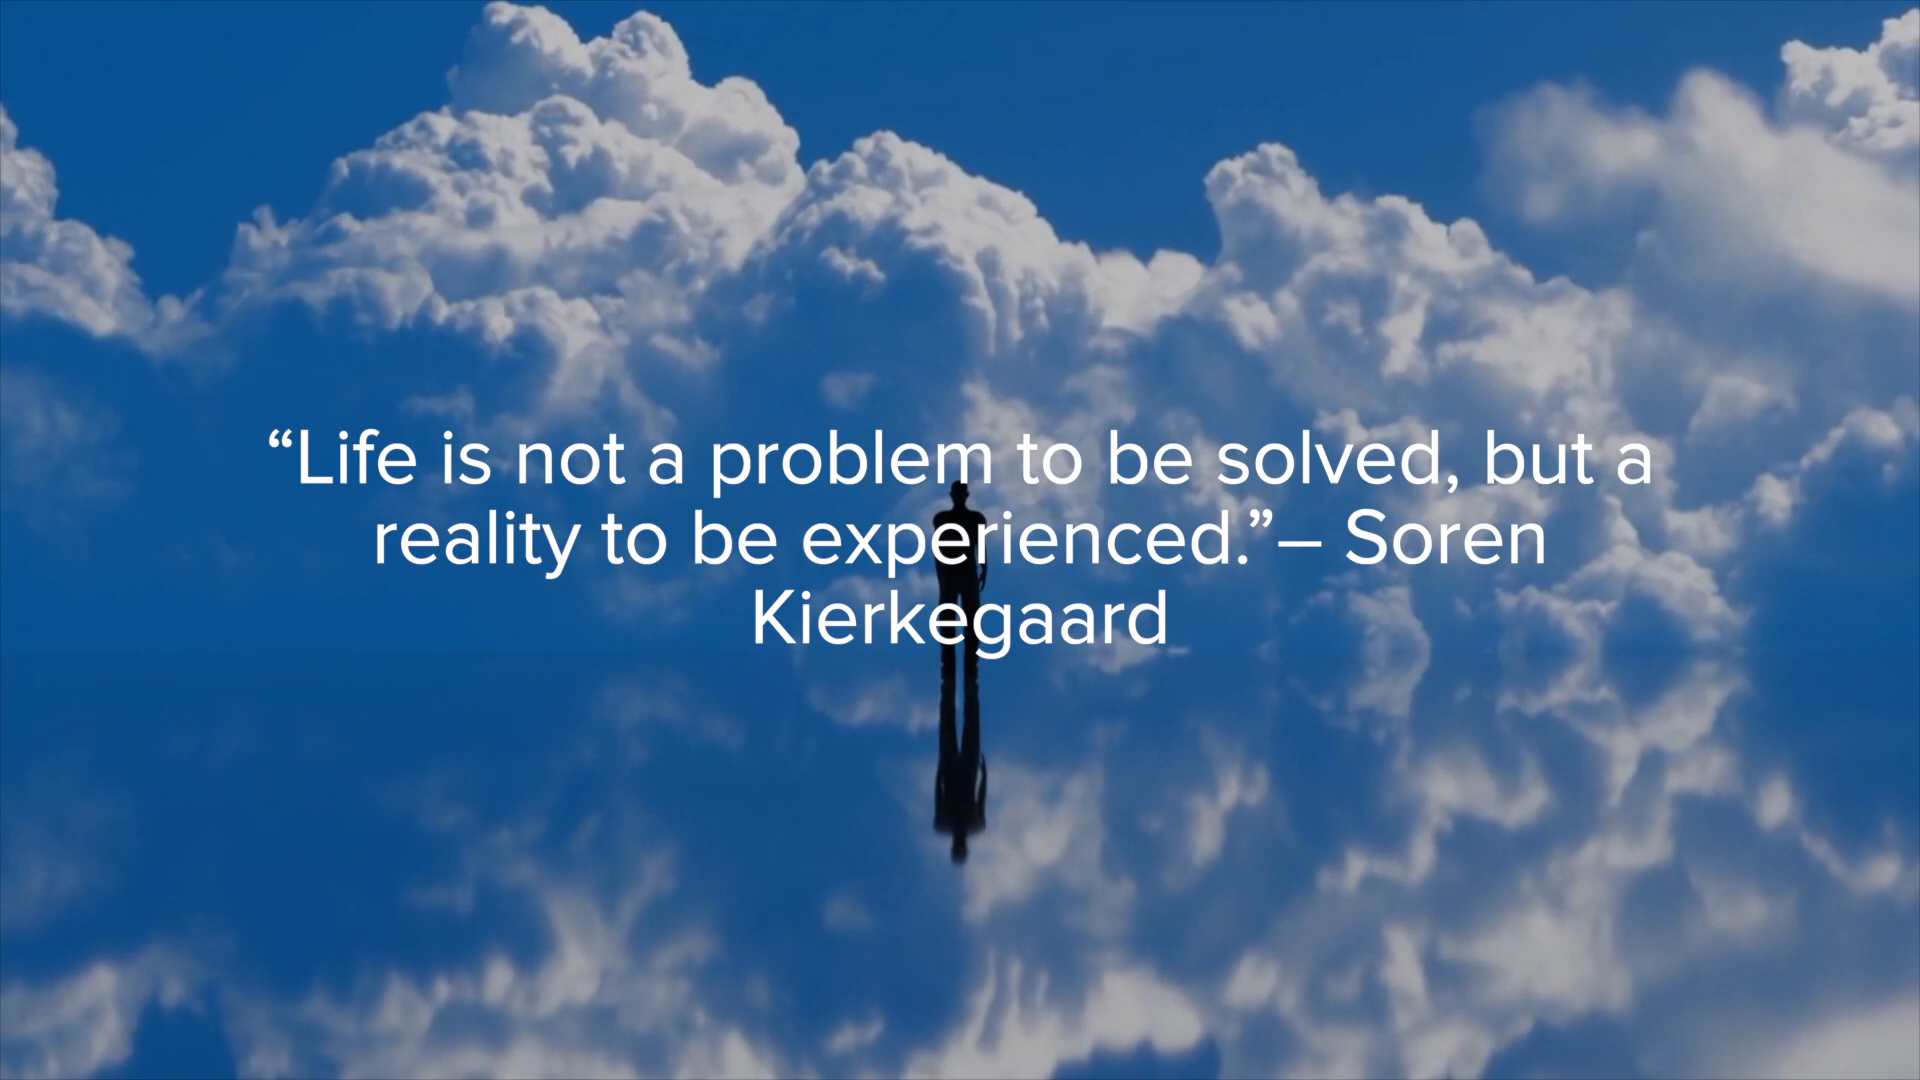 “Life is not a problem to be solved, but a
reality to be experienced.”– Soren
Kierkegaard